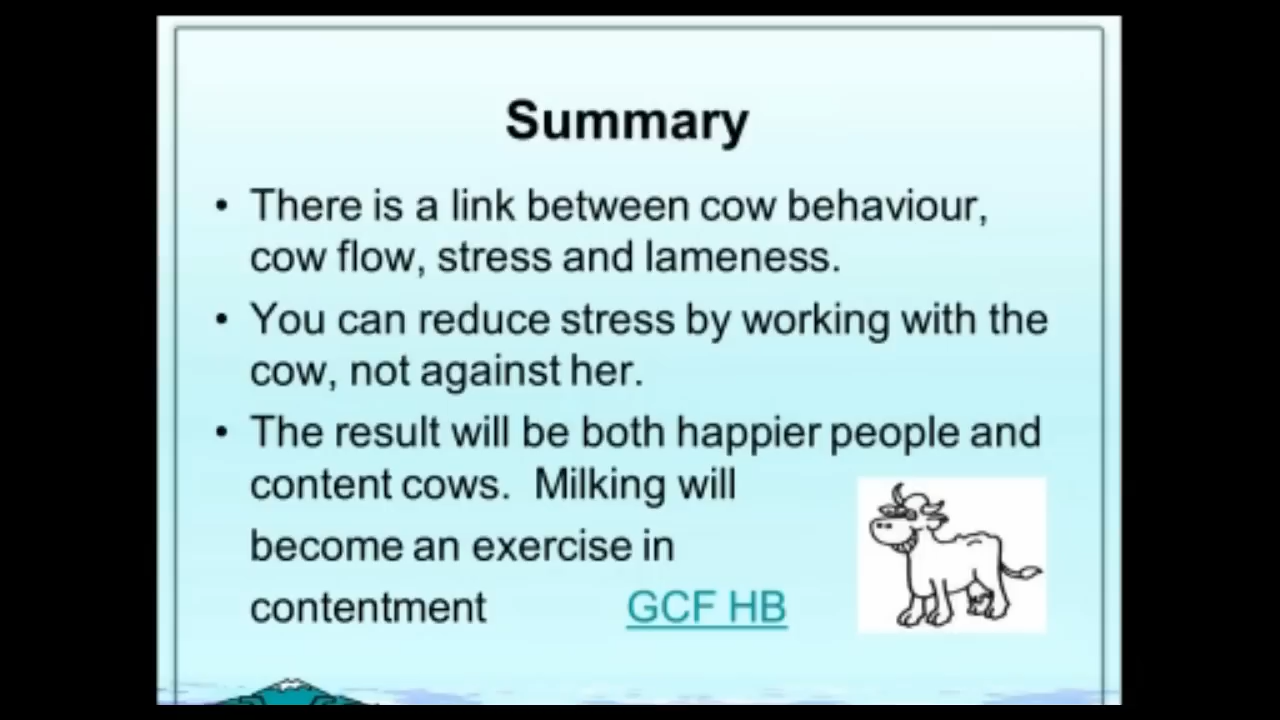 Summary
• There is a link between cow behaviour,
cow flow, stress and lameness.
• You can reduce stress by working with the
cow, not against her.
• The result will be both happier people and
content cows. Milking will
become an exercise in
contentment GCF HB